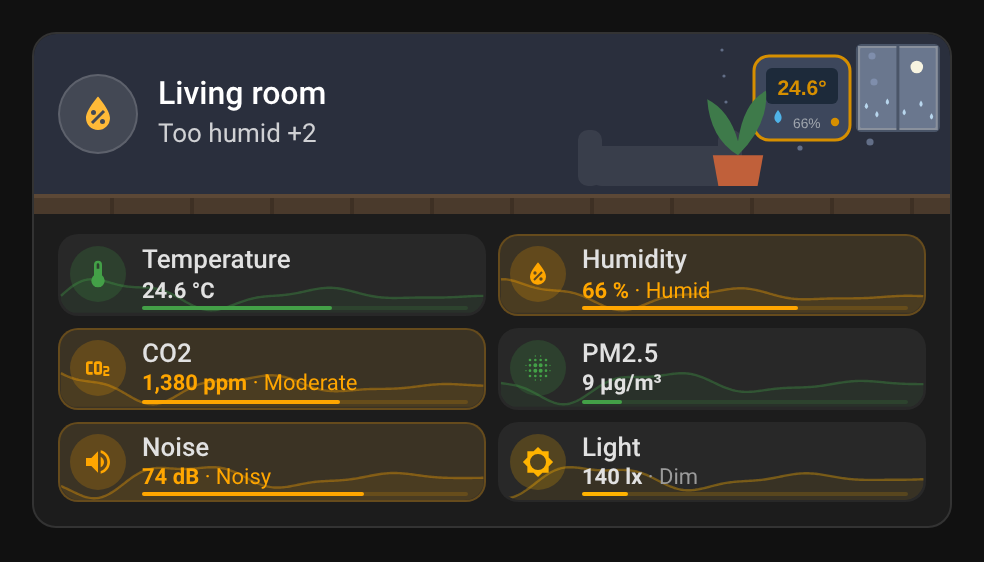 Living room
Too humid +2
24.6°
66%
Temperature
24.6 °C
Humidity
66 % · Humid
CO2
CO2
1,380 ppm · Moderate
PM2.5
9 µg/m³
Noise
74 dB · Noisy
Light
140 lx · Dim